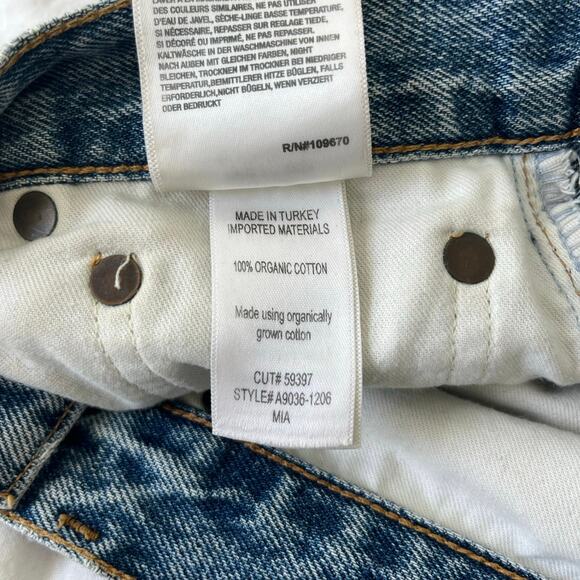 DES COULEURS SIMILAIRES, NE PAS UTILISER
D'EAU DE JAVEL, SÈCHE-LINGE BASSE TEMPERATURE,
SI NÉCESSAIRE, REPASSER SUR REGLAGE TIEDE,
SI DÉCORÉ OU IMPRIMÉ, NE PAS REPASSER.
KALTWÄSCHE IN DER WASCHMASCHINE VON INNEN
NACH AUßEN MIT GLEICHEN FARBEN, NIGHT
BLEICHEN, TROCKNEN IM TROCKNER BEI NIEDRIGER
TEMPERATUR,BEIMITTLERER HITZE BÜGLEN, FALLS
ERFORDERLICH,NICHT BÜGELN, WENN VERZIERT
ODER BEDRUCKT
R/N#109670
MADE IN TURKEY
IMPORTED MATERIALS
100% ORGANIC COTTON
Made using organically
grown cotton
CUT# 59397
STYLE# A9036-1206
MIA